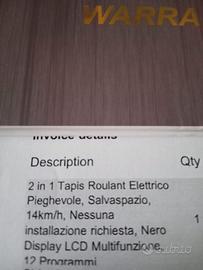 WARRA
Invoice details
Description Qty
2 in 1 Tapis Roulant Elettrico
Pieghevole, Salvaspazio,
14km/h, Nessuna
installazione richiesta, Nero 1
Display LCD Multifunzione,
12 Programmi
subito